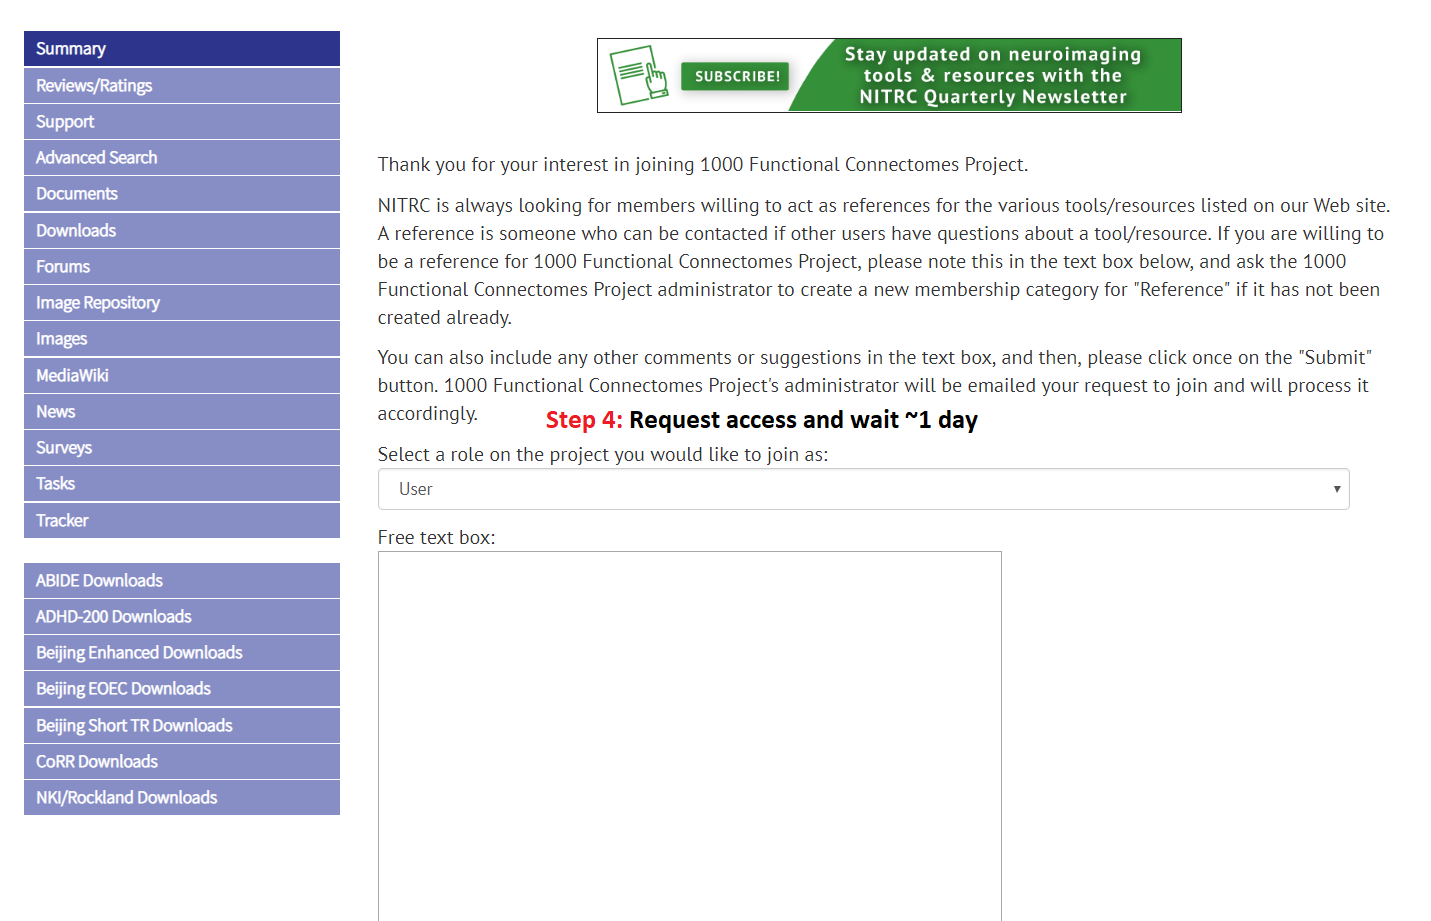 Summary
Reviews/Ratings
Support
Advanced Search
Documents
Downloads
Forums
Image Repository
Images
MediaWiki
News
Surveys
Tasks
Tracker
ABIDE Downloads
ADHD-200 Downloads
Beijing Enhanced Downloads
Beijing EOEC Downloads
Beijing Short TR Downloads
CoRR Downloads
NKI/Rockland Downloads
SUBSCRIBE!
Stay updated on neuroimaging
tools & resources with the
NITRC Quarterly Newsletter
Thank you for your interest in joining 1000 Functional Connectomes Project.
NITRC is always looking for members willing to act as references for the various tools/resources listed on our Web site.
A reference is someone who can be contacted if other users have questions about a tool/resource. If you are willing to
be a reference for 1000 Functional Connectomes Project, please note this in the text box below, and ask the 1000
Functional Connectomes Project administrator to create a new membership category for "Reference" if it has not been
created already.
You can also include any other comments or suggestions in the text box, and then, please click once on the "Submit"
button. 1000 Functional Connectomes Project's administrator will be emailed your request to join and will process it
accordingly.
Step 4: Request access and wait ~1 day
Select a role on the project you would like to join as:
User
Free text box: